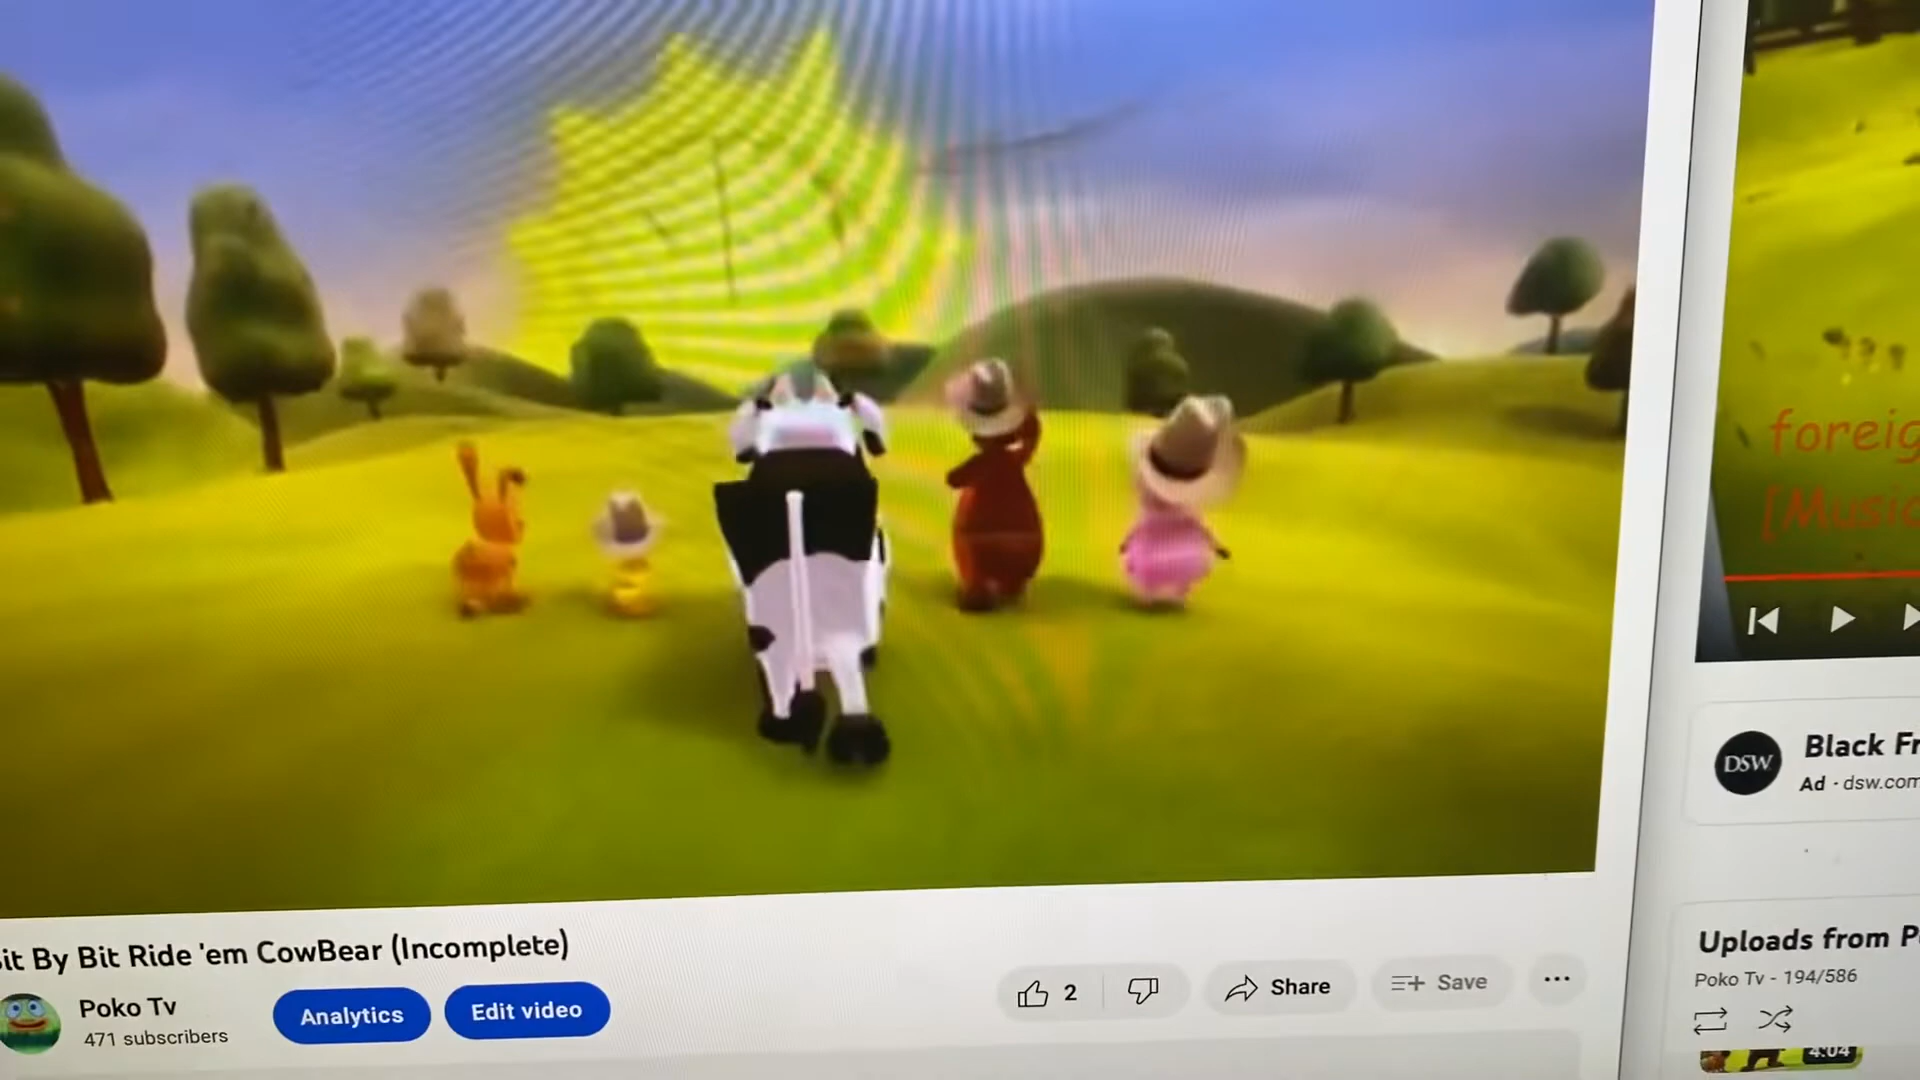 it By Bit Ride 'em CowBear (Incomplete)
Poko Tv
471 subscribers
Analytics
Edit video
2
Share
Save
foreig
[Music
DSW
Black Fr
Ad · dsw.com
Uploads from P
Poko Tv - 194/586
4:04